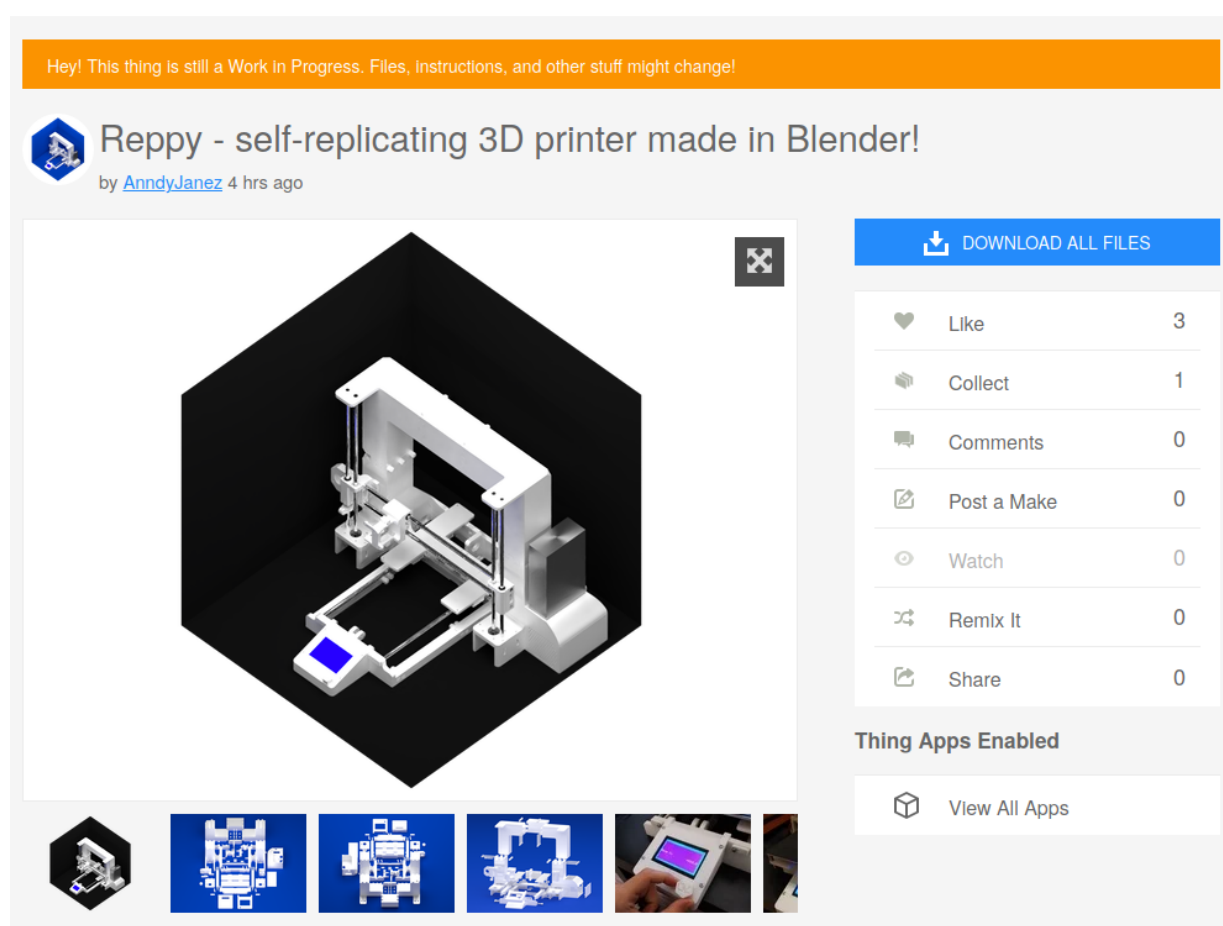 Hey! This thing is still a Work in Progress. Files, instructions, and other stuff might change!
Reppy - self-replicating 3D printer made in Blender!
by AnndyJanez 4 hrs ago
DOWNLOAD ALL FILES
Like 3
Collect 1
Comments 0
Post a Make 0
Watch 0
Remix It 0
Share 0
Thing Apps Enabled
View All Apps